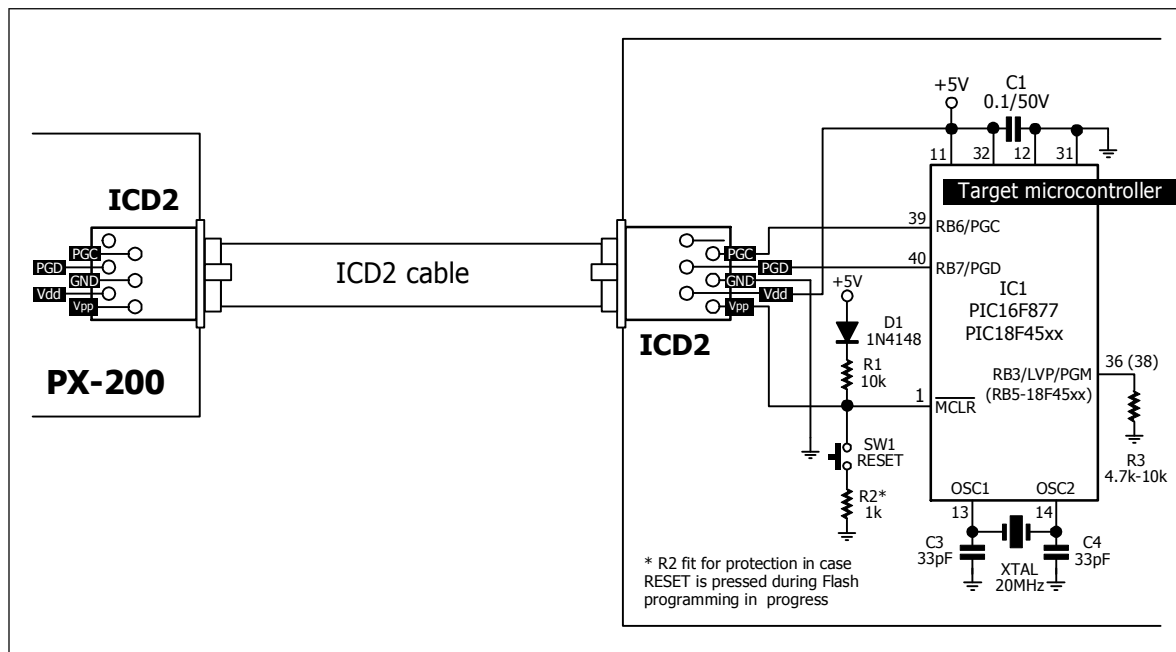 ICD2
PGC
PGD
GND
Vdd
Vpp
PX-200
ICD2 cable
ICD2
PGC
PGD
GND
Vdd
Vpp
+5V
C1
0.1/50V
11
32
12
31
Target microcontroller
39
RB6/PGC
40
RB7/PGD
IC1
PIC16F877
PIC18F45xx
+5V
D1
1N4148
R1
10k
1
MCLR
RB3/LVP/PGM
(RB5-18F45xx)
36 (38)
R3
4.7k-10k
SW1
RESET
R2*
1k
OSC1
OSC2
13
14
C3
33pF
XTAL
20MHz
C4
33pF
* R2 fit for protection in case
RESET is pressed during Flash
programming in progress